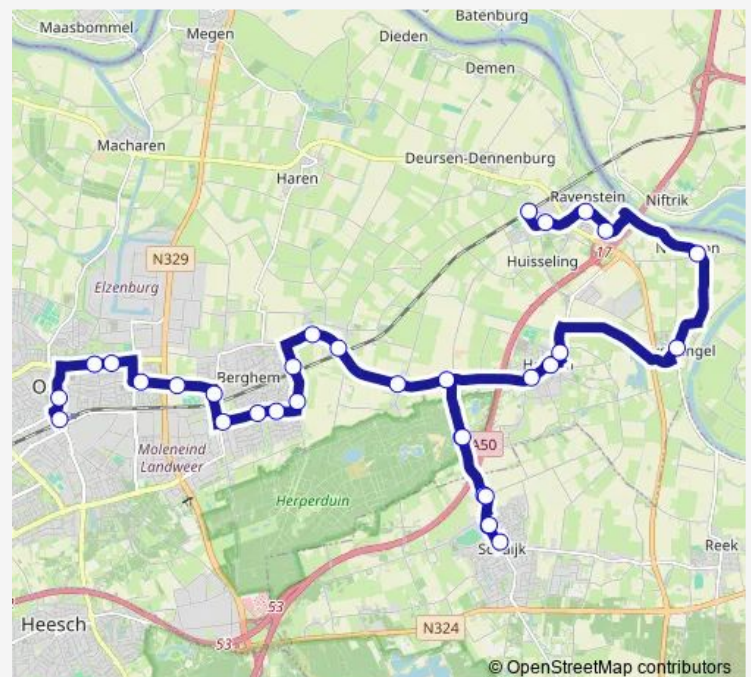 Batenburg
Maasbommel
Megen
Dieden
Demen
Macharen
Deursen-Dennenburg
Haren
Ravenstein
Niftrik
N329
17
Huisseling
Elzenburg
Berghem
O
A50
Moleneind
Landweer
Herperduin
Reek
53
Heesch
53
N324
© OpenStreetMap contributors